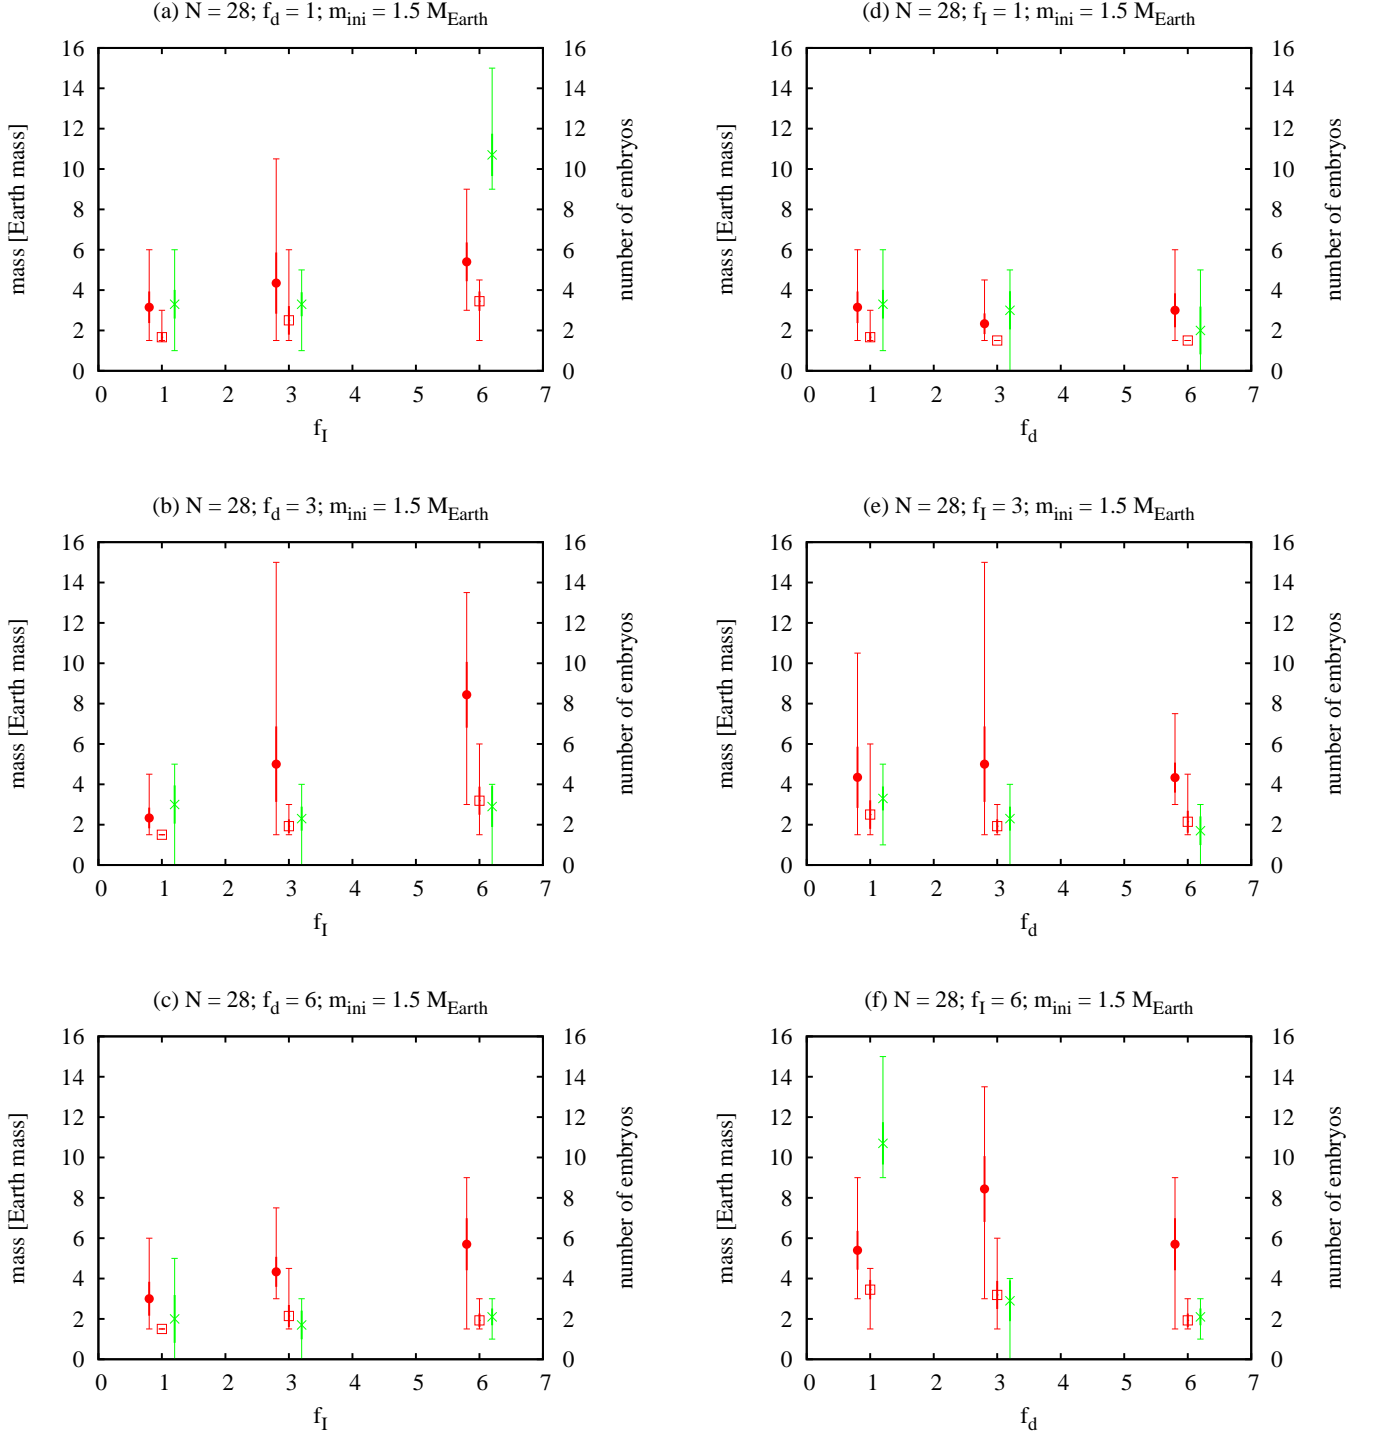 (a) N = 28; f_d = 1; m_ini = 1.5 M_Earth
16 14 12 10 8 6 4 2 0
mass [Earth mass]
16 14 12 10 8 6 4 2 0
number of embryos
0 1 2 3 4 5 6 7
f_I
(d) N = 28; f_I = 1; m_ini = 1.5 M_Earth
16 14 12 10 8 6 4 2 0
mass [Earth mass]
16 14 12 10 8 6 4 2 0
number of embryos
0 1 2 3 4 5 6 7
f_d
(b) N = 28; f_d = 3; m_ini = 1.5 M_Earth
16 14 12 10 8 6 4 2 0
mass [Earth mass]
16 14 12 10 8 6 4 2 0
number of embryos
0 1 2 3 4 5 6 7
f_I
(e) N = 28; f_I = 3; m_ini = 1.5 M_Earth
16 14 12 10 8 6 4 2 0
mass [Earth mass]
16 14 12 10 8 6 4 2 0
number of embryos
0 1 2 3 4 5 6 7
f_d
(c) N = 28; f_d = 6; m_ini = 1.5 M_Earth
16 14 12 10 8 6 4 2 0
mass [Earth mass]
16 14 12 10 8 6 4 2 0
number of embryos
0 1 2 3 4 5 6 7
f_I
(f) N = 28; f_I = 6; m_ini = 1.5 M_Earth
16 14 12 10 8 6 4 2 0
mass [Earth mass]
16 14 12 10 8 6 4 2 0
number of embryos
0 1 2 3 4 5 6 7
f_d